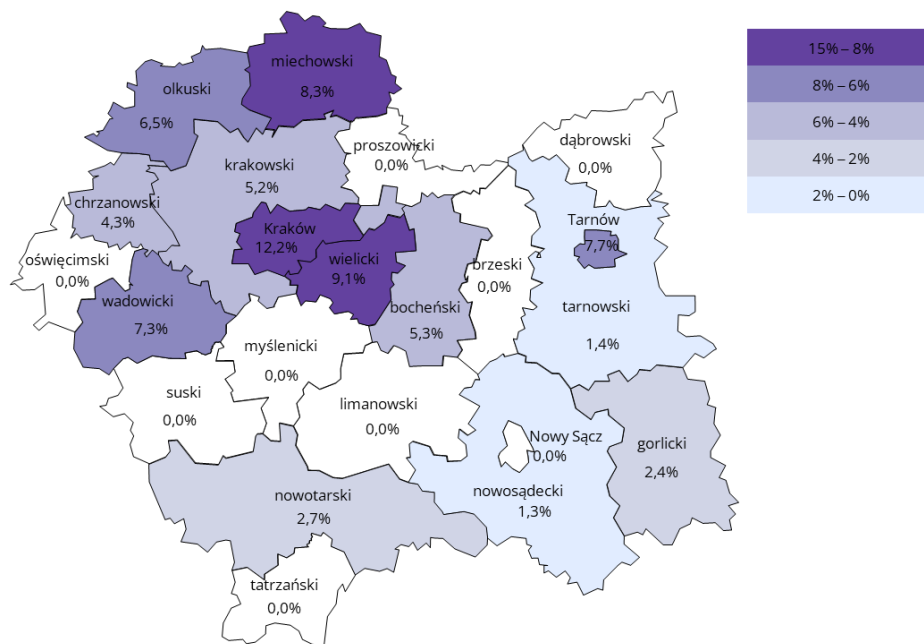 miechowski
8,3%
olkuski
6,5%
proszowicki
0,0%
dąbrowski
0,0%
krakowski
5,2%
chrzanowski
4,3%
Kraków
12,2%
Tarnów
7,7%
wielicki
9,1%
oświęcimski
0,0%
brzeski
0,0%
wadowicki
7,3%
bocheński
5,3%
tarnowski
1,4%
myślenicki
0,0%
suski
0,0%
limanowski
0,0%
Nowy Sącz
0,0%
gorlicki
2,4%
nowosądecki
1,3%
nowotarski
2,7%
tatrzański
0,0%
15% – 8%
8% – 6%
6% – 4%
4% – 2%
2% – 0%